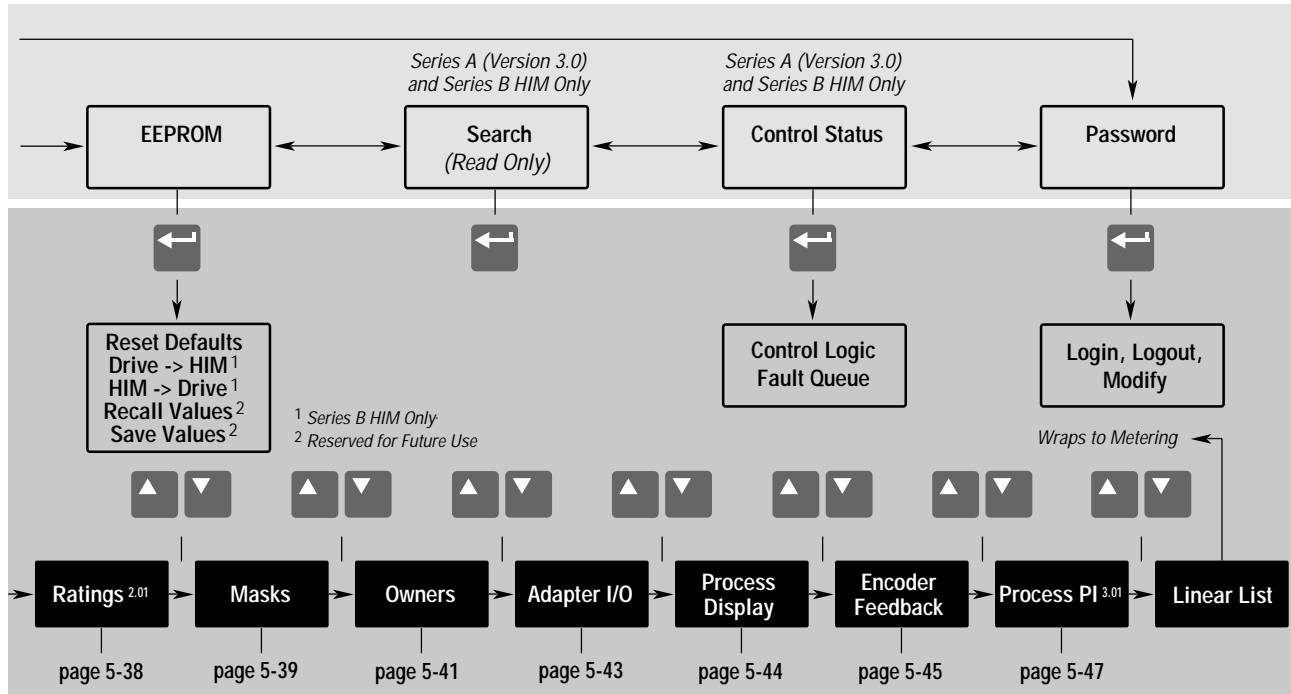 Series A (Version 3.0)
and Series B HIM Only
Series A (Version 3.0)
and Series B HIM Only
EEPROM
Search
(Read Only)
Control Status
Password
Reset Defaults
Drive -> HIM 1
HIM -> Drive 1
Recall Values 2
Save Values 2
1 Series B HIM Only.
2 Reserved for Future Use
Control Logic
Fault Queue
Login, Logout,
Modify
Wraps to Metering
Ratings 2.01
Masks
Owners
Adapter I/O
Process
Display
Encoder
Feedback
Process PI 3.01
Linear List
page 5-38
page 5-39
page 5-41
page 5-43
page 5-44
page 5-45
page 5-47